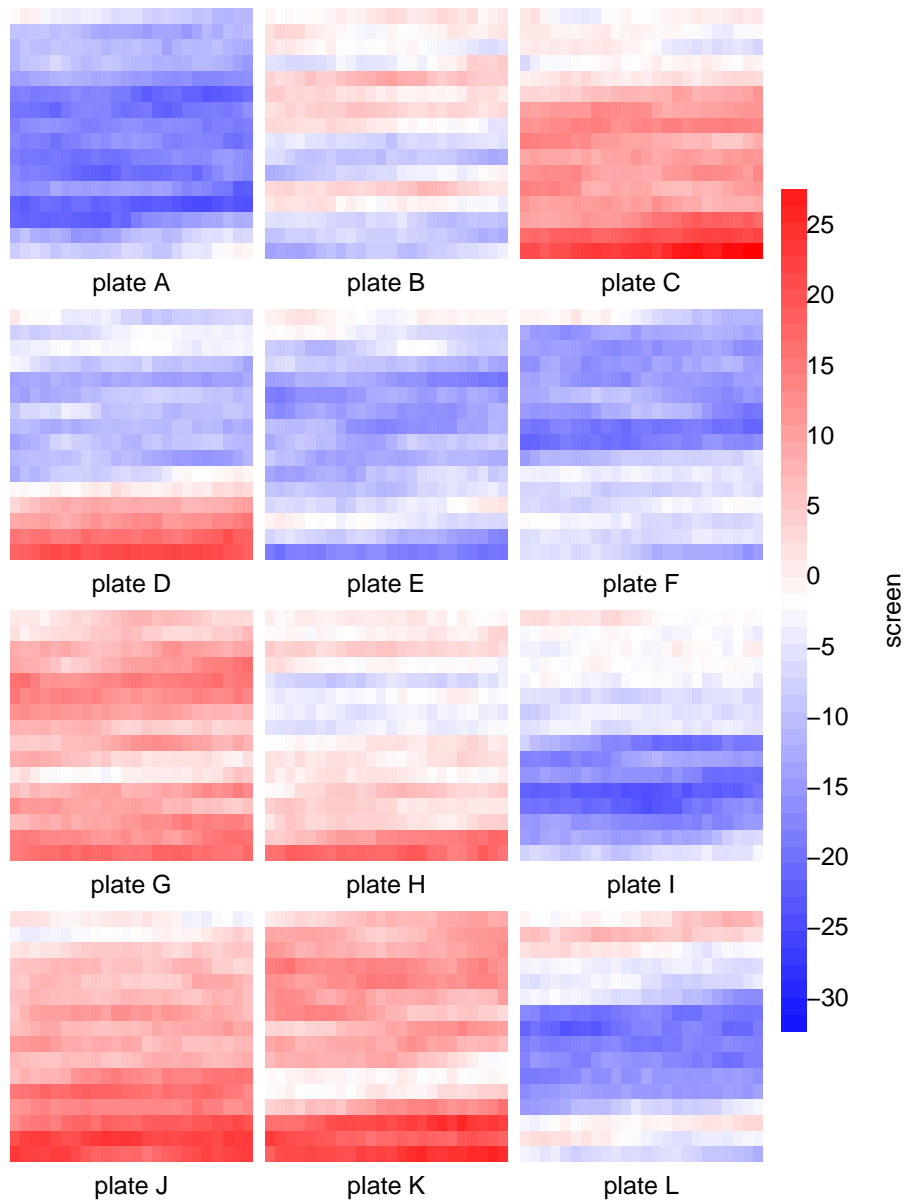 plate A
plate B
plate C
plate D
plate E
plate F
plate G
plate H
plate I
plate J
plate K
plate L
25
20
15
10
5
0
−5
−10
−15
−20
−25
−30
screen